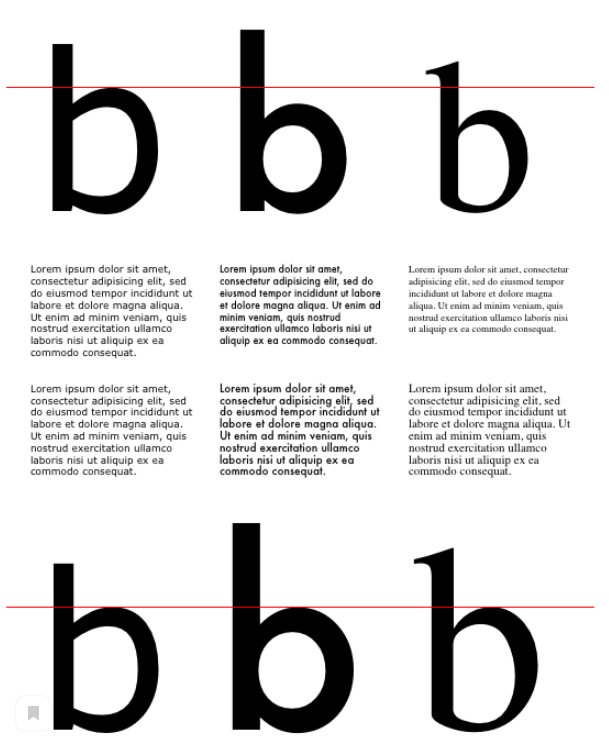 b b b
Lorem ipsum dolor sit amet,
consectetur adipisicing elit, sed
do eiusmod tempor incididunt ut
labore et dolore magna aliqua.
Ut enim ad minim veniam, quis
nostrud exercitation ullamco
laboris nisi ut aliquip ex ea
commodo consequat.
Lorem ipsum dolor sit amet,
consectetur adipisicing elit, sed do
eiusmod tempor incididunt ut labore
et dolore magna aliqua. Ut enim ad
minim veniam, quis nostrud
exercitation ullamco laboris nisi ut
aliquip ex ea commodo consequat.
Lorem ipsum dolor sit amet, consectetur
adipisicing elit, sed do eiusmod tempor
incididunt ut labore et dolore magna
aliqua. Ut enim ad minim veniam, quis
nostrud exercitation ullamco laboris nisi
ut aliquip ex ea commodo consequat.
Lorem ipsum dolor sit amet,
consectetur adipisicing elit, sed
do eiusmod tempor incididunt ut
labore et dolore magna aliqua.
Ut enim ad minim veniam, quis
nostrud exercitation ullamco
laboris nisi ut aliquip ex ea
commodo consequat.
Lorem ipsum dolor sit amet,
consectetur adipisicing elit, sed
do eiusmod tempor incididunt ut
labore et dolore magna aliqua.
Ut enim ad minim veniam, quis
nostrud exercitation ullamco
laboris nisi ut aliquip ex ea
commodo consequat.
Lorem ipsum dolor sit amet,
consectetur adipisicing elit, sed
do eiusmod tempor incididunt ut
labore et dolore magna aliqua. Ut
enim ad minim veniam, quis
nostrud exercitation ullamco
laboris nisi ut aliquip ex ea
commodo consequat.
b b b